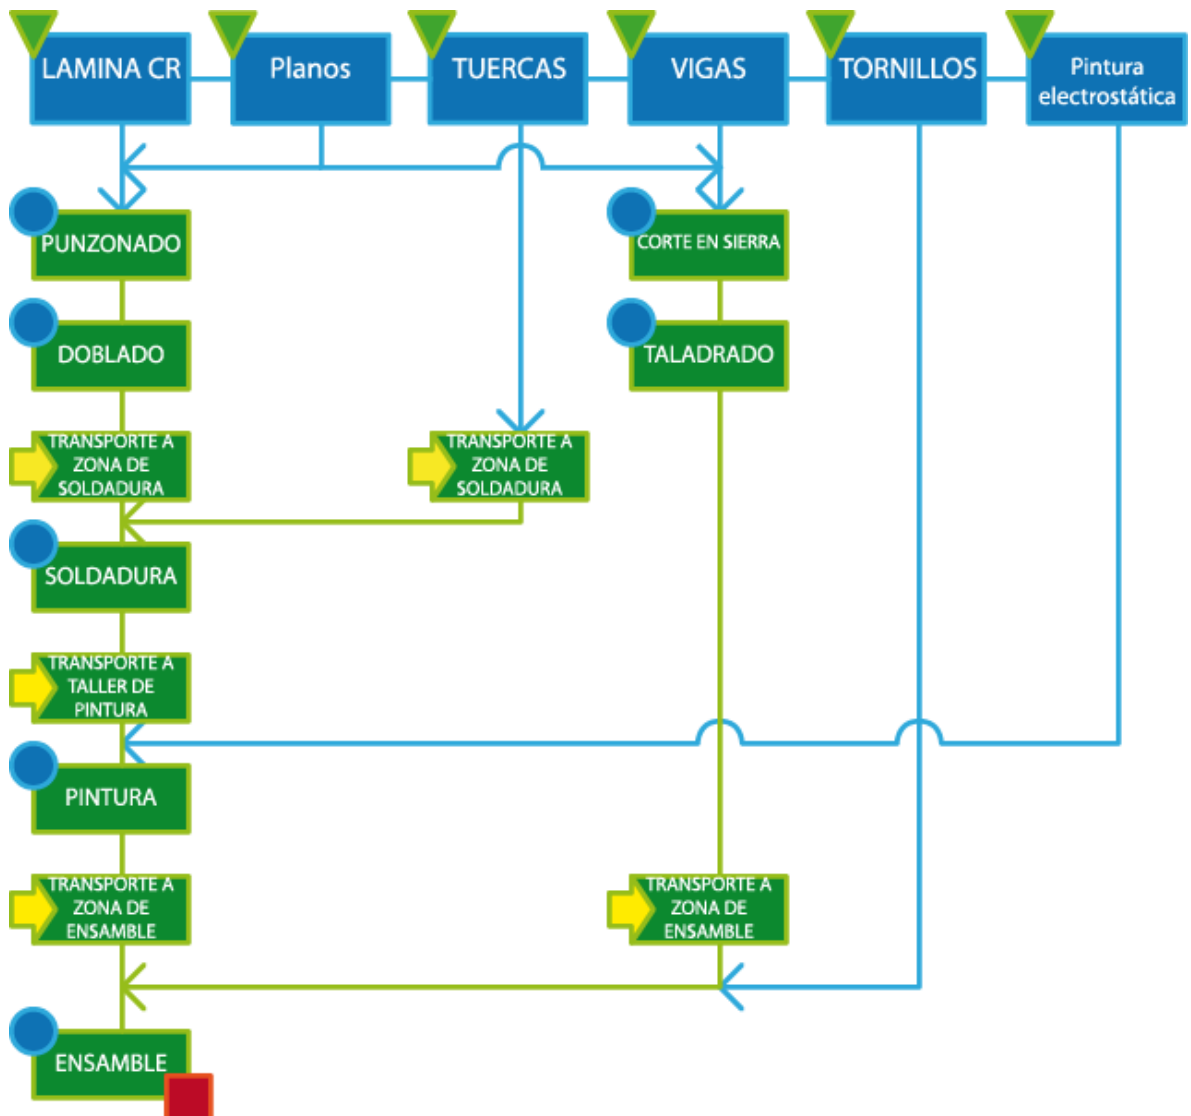 LAMINA CR
Planos
TUERCAS
VIGAS
TORNILLOS
Pintura
electrostática
PUNZONADO
CORTE EN SIERRA
DOBLADO
TALADRADO
TRANSPORTE A
ZONA DE
SOLDADURA
TRANSPORTE A
ZONA DE
SOLDADURA
SOLDADURA
TRANSPORTE A
TALLER DE
PINTURA
PINTURA
TRANSPORTE A
ZONA DE
ENSAMBLE
TRANSPORTE A
ZONA DE
ENSAMBLE
ENSAMBLE